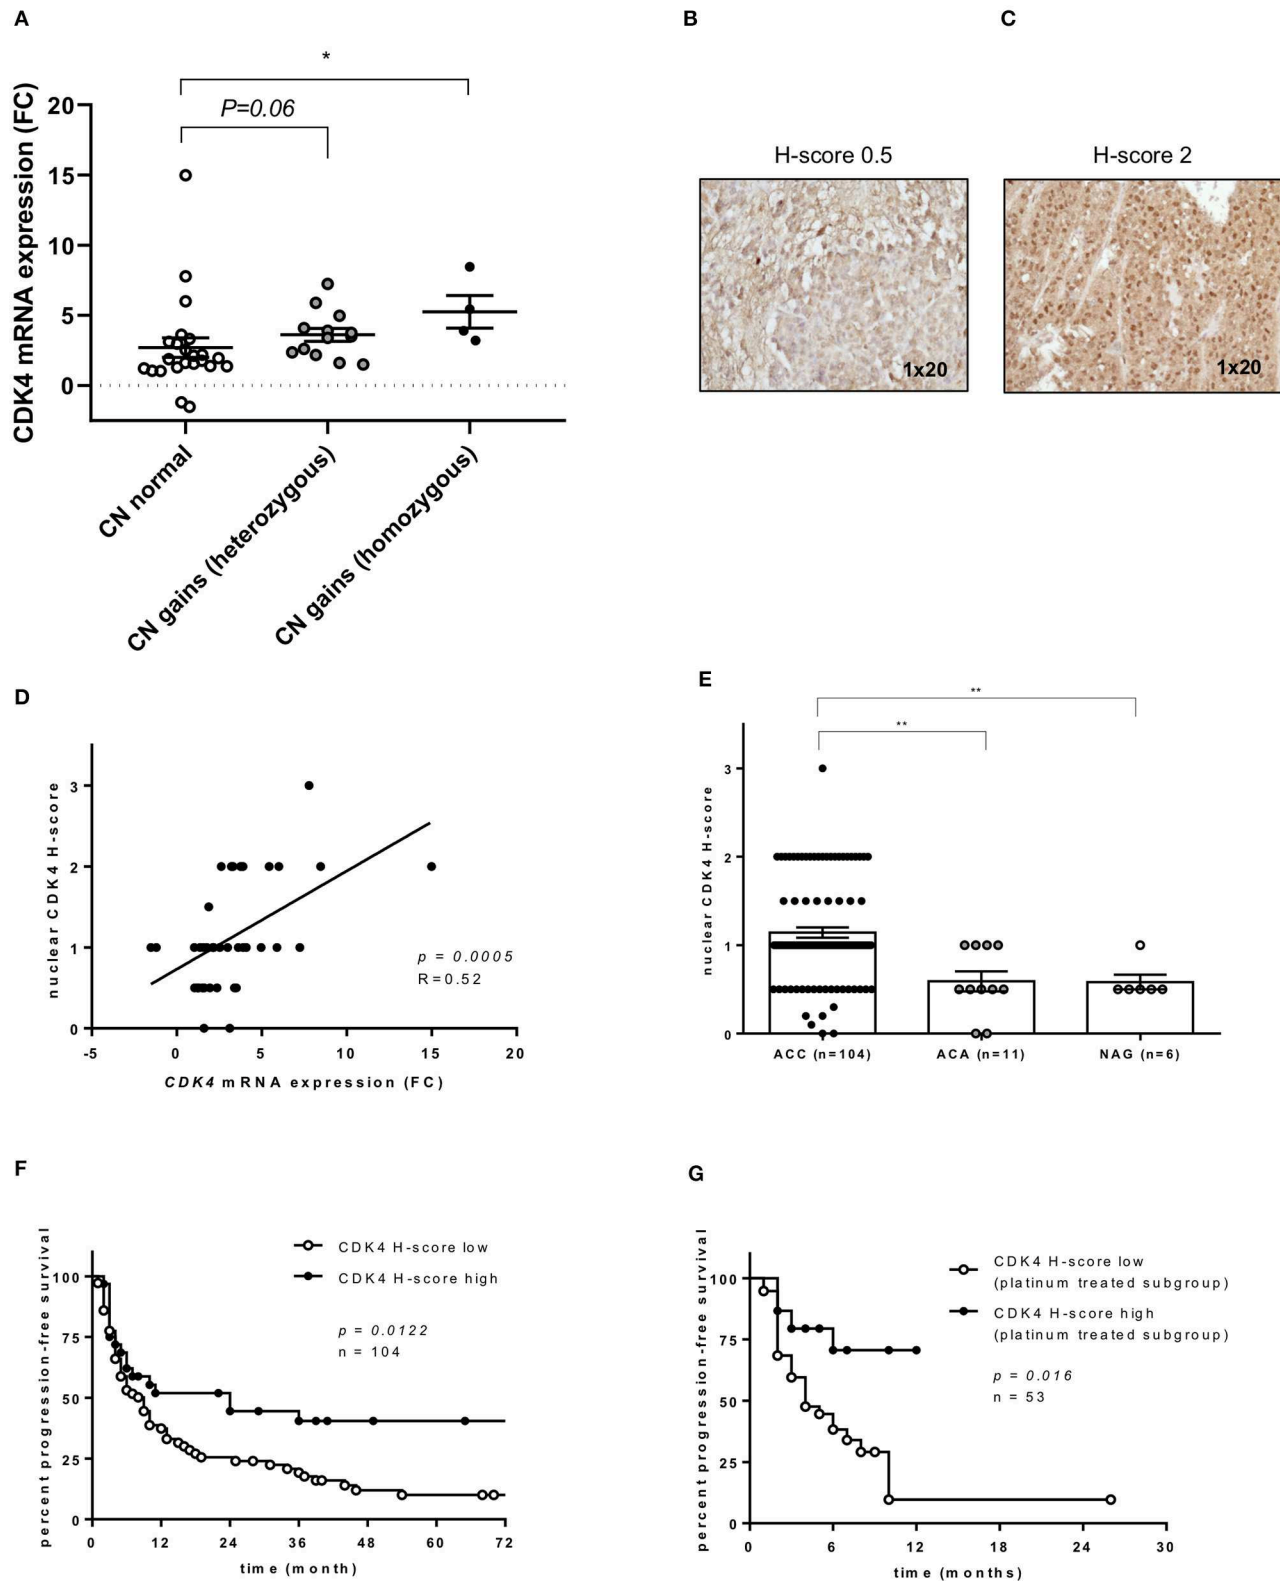 A
*
P=0.06
CDK4 mRNA expression (FC)
20
15
10
5
0
CN normal
CN gains (heterozygous)
CN gains (homozygous)
B
H-score 0.5
1x20
C
H-score 2
1x20
D
nuclear CDK4 H-score
3
2
1
0
p = 0.0005
R=0.52
-5 0 5 10 15 20
CDK4 mRNA expression (FC)
E
**
**
nuclear CDK4 H-score
3
2
1
0
ACC (n=104) ACA (n=11) NAG (n=6)
F
percent progression-free survival
100
75
50
25
0
CDK4 H-score low
CDK4 H-score high
p = 0.0122
n = 104
0 12 24 36 48 60 72
time (month)
G
percent progression-free survival
100
75
50
25
0
CDK4 H-score low
(platinum treated subgroup)
CDK4 H-score high
(platinum treated subgroup)
p = 0.016
n = 53
0 6 12 18 24 30
time (months)